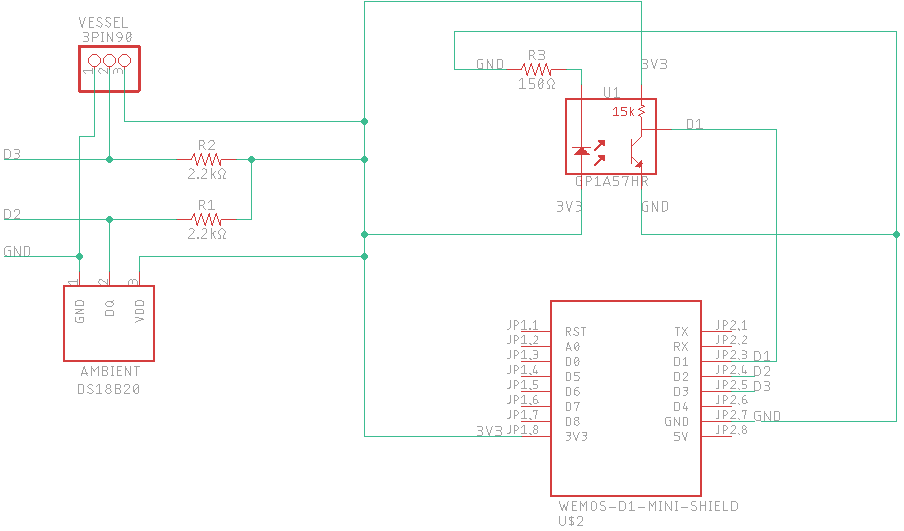 VESSEL
3PIN90
1
2
3
D3
R2
2.2kΩ
D2
R1
2.2kΩ
GND
1
2
3
GND
DQ
VDD
AMBIENT
DS18B20
GND
R3
150Ω
3V3
U1
15k
D1
GP1A57HR
3V3
GND
JP1.1 RST TX JP2.1
JP1.2 A0 RX JP2.2
JP1.3 D0 D1 JP2.3 D1
JP1.4 D5 D2 JP2.4 D2
JP1.5 D6 D3 JP2.5 D3
JP1.6 D7 D4 JP2.6
JP1.7 D8 GND JP2.7 GND
3V3 JP1.8 3V3 5V JP2.8
WEMOS-D1-MINI-SHIELD
U$2